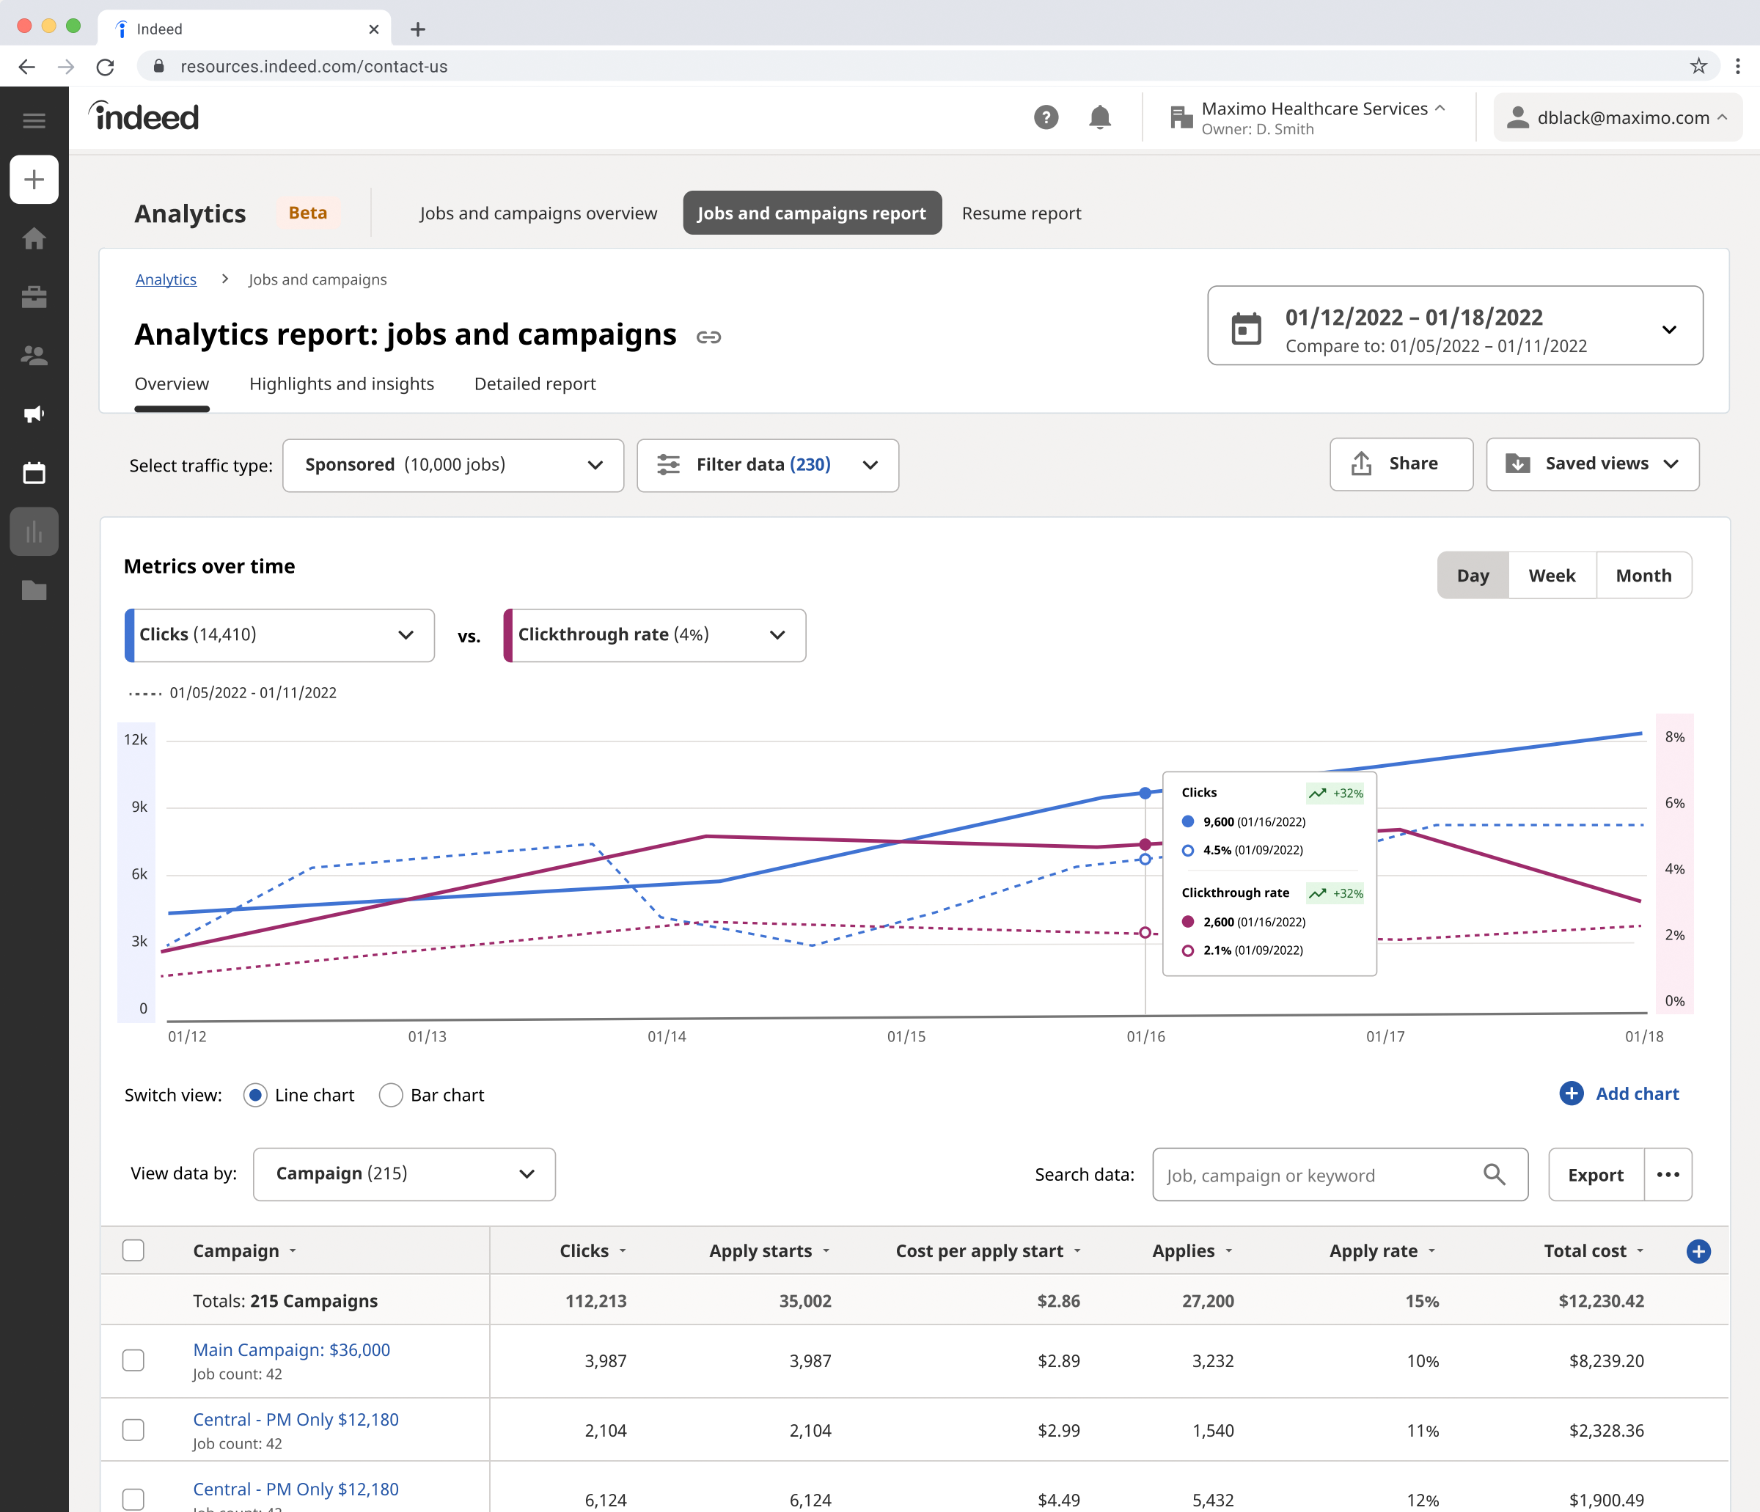 Indeed
resources.indeed.com/contact-us
indeed
?
Maximo Healthcare Services
Owner: D. Smith
dblack@maximo.com
Analytics
Beta
Jobs and campaigns overview
Jobs and campaigns report
Resume report
Analytics > Jobs and campaigns
Analytics report: jobs and campaigns
01/12/2022 – 01/18/2022
Compare to: 01/05/2022 – 01/11/2022
Overview
Highlights and insights
Detailed report
Select traffic type:
Sponsored (10,000 jobs)
Filter data (230)
Share
Saved views
Metrics over time
Day
Week
Month
Clicks (14,410)
vs.
Clickthrough rate (4%)
01/05/2022 - 01/11/2022
12k
9k
6k
3k
0
8%
6%
4%
2%
0%
Clicks
+32%
9,600 (01/16/2022)
4.5% (01/09/2022)
Clickthrough rate
+32%
2,600 (01/16/2022)
2.1% (01/09/2022)
01/12
01/13
01/14
01/15
01/16
01/17
01/18
Switch view:
Line chart
Bar chart
Add chart
View data by:
Campaign (215)
Search data:
Job, campaign or keyword
Export
Campaign Clicks Apply starts Cost per apply start Applies Apply rate Total cost
Totals: 215 Campaigns 112,213 35,002 $2.86 27,200 15% $12,230.42
Main Campaign: $36,000
Job count: 42
3,987 3,987 $2.89 3,232 10% $8,239.20
Central - PM Only $12,180
Job count: 42
2,104 2,104 $2.99 1,540 11% $2,328.36
Central - PM Only $12,180
6,124 6,124 $4.49 5,432 12% $1,900.49